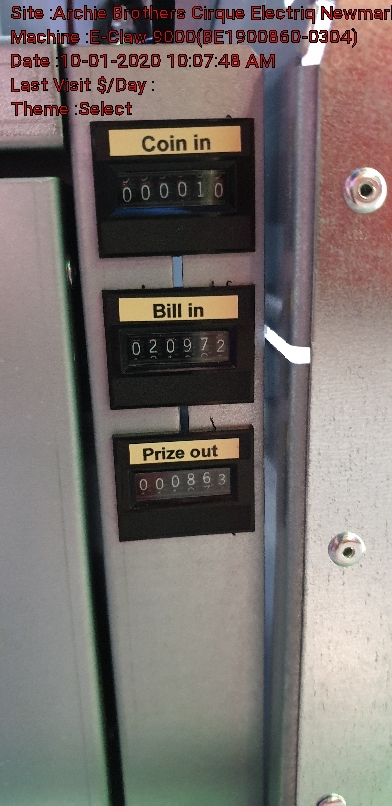 Site :Archie Brothers Cirque Electriq Newmarl
Machine :E-Claw 9000(BE1900860-0304)
Date :10-01-2020 10:07:48 AM
Last Visit $/Day :
Theme :Select
Coin in
000010
Bill in
020972
Prize out
000863